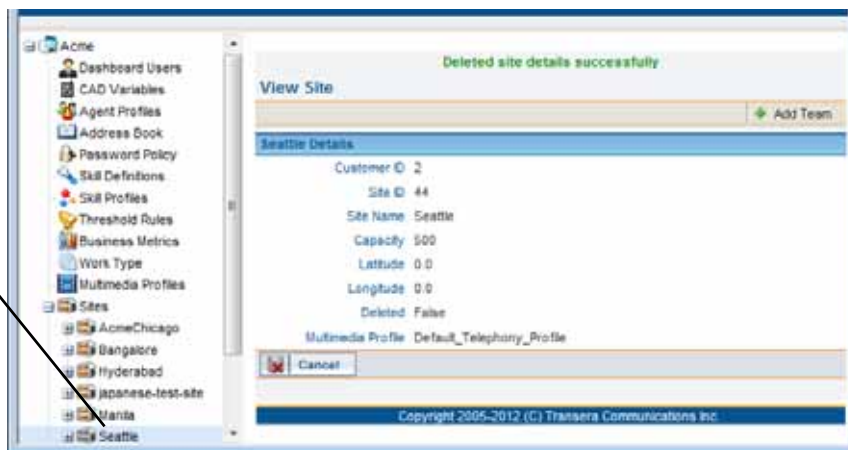 Acme
Dashboard Users
CAD Variables
Agent Profiles
Address Book
Password Policy
Skill Definitions
Skill Profiles
Threshold Rules
Business Metrics
Work Type
Multimedia Profiles
Sites
AcmeChicago
Bangalore
Hyderabad
japanese-test-site
Manila
Seattle
Deleted site details successfully
View Site
Add Team
Seattle Details
Customer ID 2
Site ID 44
Site Name Seattle
Capacity 500
Latitude 0.0
Longitude 0.0
Deleted False
Multimedia Profile Default_Telephony_Profile
Cancel
Copyright 2005-2012 (C) Transera Communications Inc